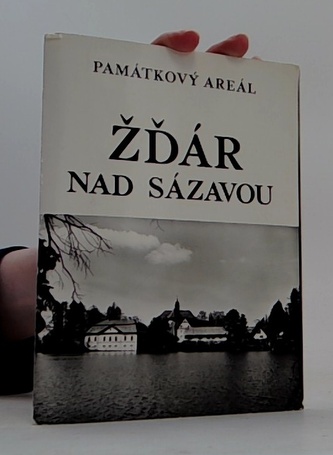 PAMÁTKOVÝ AREÁL
ŽĎÁR
NAD SÁZAVOU